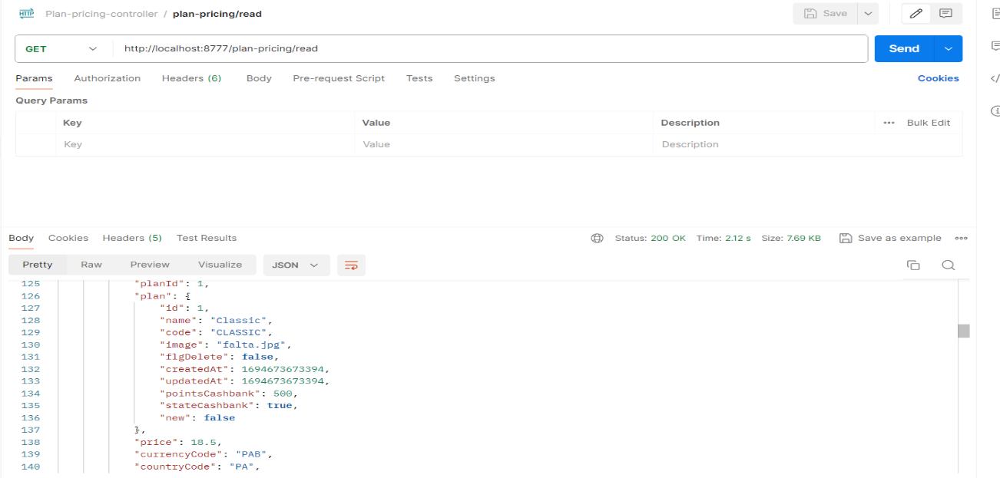 HTTP Plan-pricing-controller / plan-pricing/read Save
GET http://localhost:8777/plan-pricing/read Send
Params Authorization Headers (6) Body Pre-request Script Tests Settings Cookies
Query Params
Key Value Description ••• Bulk Edit
Key Value Description
Body Cookies Headers (5) Test Results Status: 200 OK Time: 2.12 s Size: 7.69 KB Save as example
Pretty Raw Preview Visualize JSON
125 "planId": 1,
126 "plan": {
127 "id": 1,
128 "name": "Classic",
129 "code": "CLASSIC",
130 "image": "falta.jpg",
131 "flgDelete": false,
132 "createdAt": 1694673673394,
133 "updatedAt": 1694673673394,
134 "pointsCashbank": 500,
135 "stateCashbank": true,
136 "new": false
137 },
138 "price": 18.5,
139 "currencyCode": "PAB",
140 "countryCode": "PA",